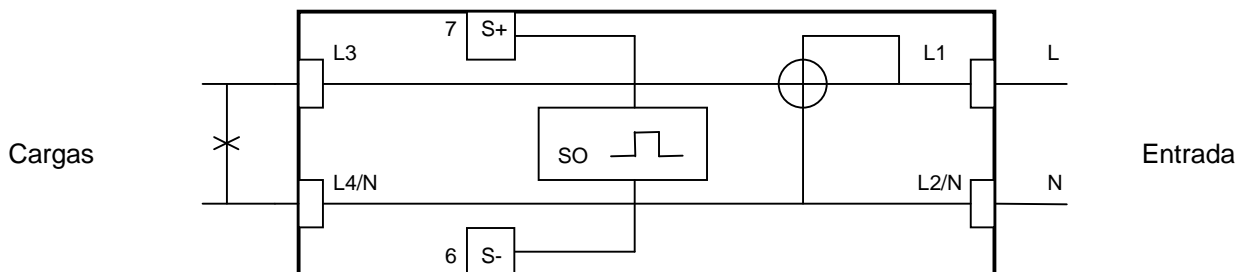 7 S+
L3 L1 L
Cargas SO Entrada
L4/N L2/N N
6 S-